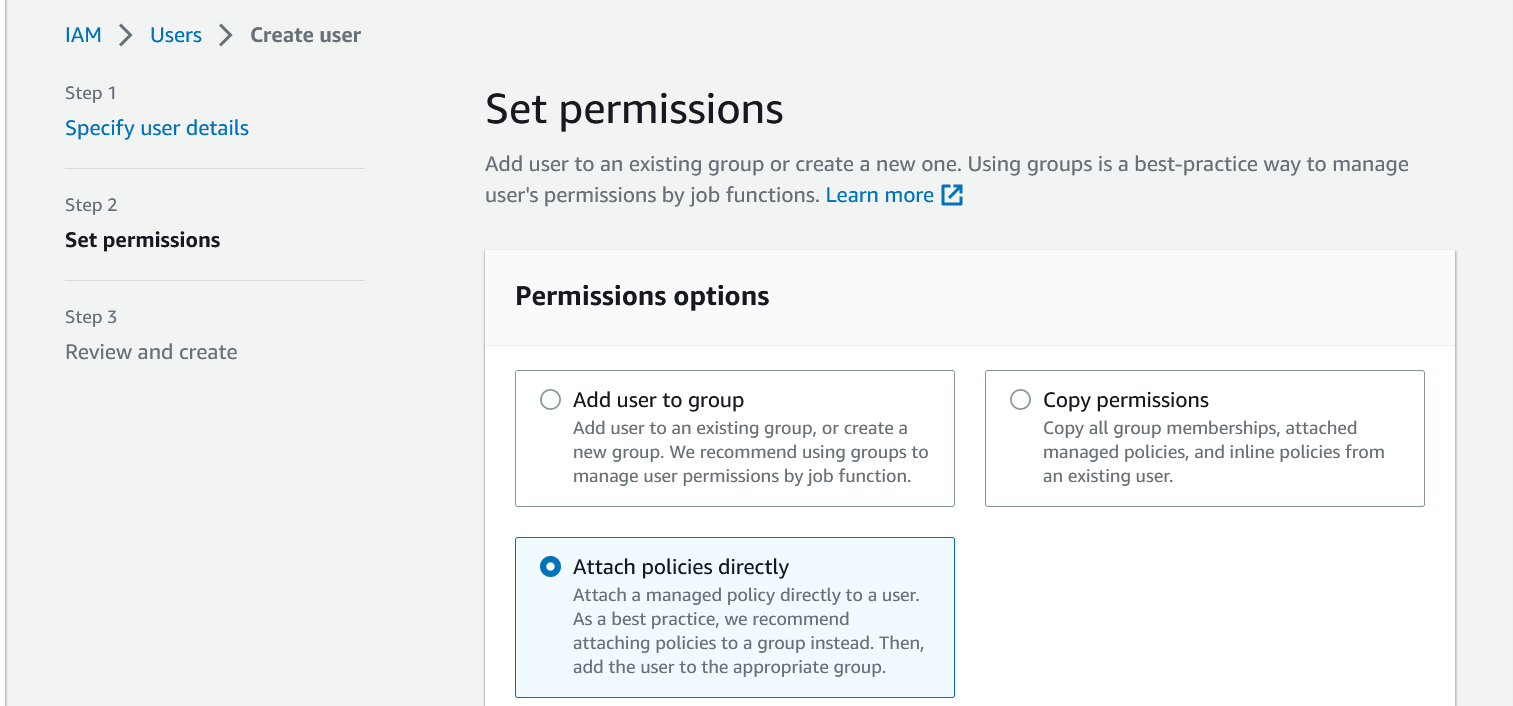 IAM > Users > Create user
Step 1
Specify user details
Step 2
Set permissions
Step 3
Review and create
Set permissions
Add user to an existing group or create a new one. Using groups is a best-practice way to manage
user's permissions by job functions. Learn more
Permissions options
Add user to group
Add user to an existing group, or create a
new group. We recommend using groups to
manage user permissions by job function.
Copy permissions
Copy all group memberships, attached
managed policies, and inline policies from
an existing user.
Attach policies directly
Attach a managed policy directly to a user.
As a best practice, we recommend
attaching policies to a group instead. Then,
add the user to the appropriate group.